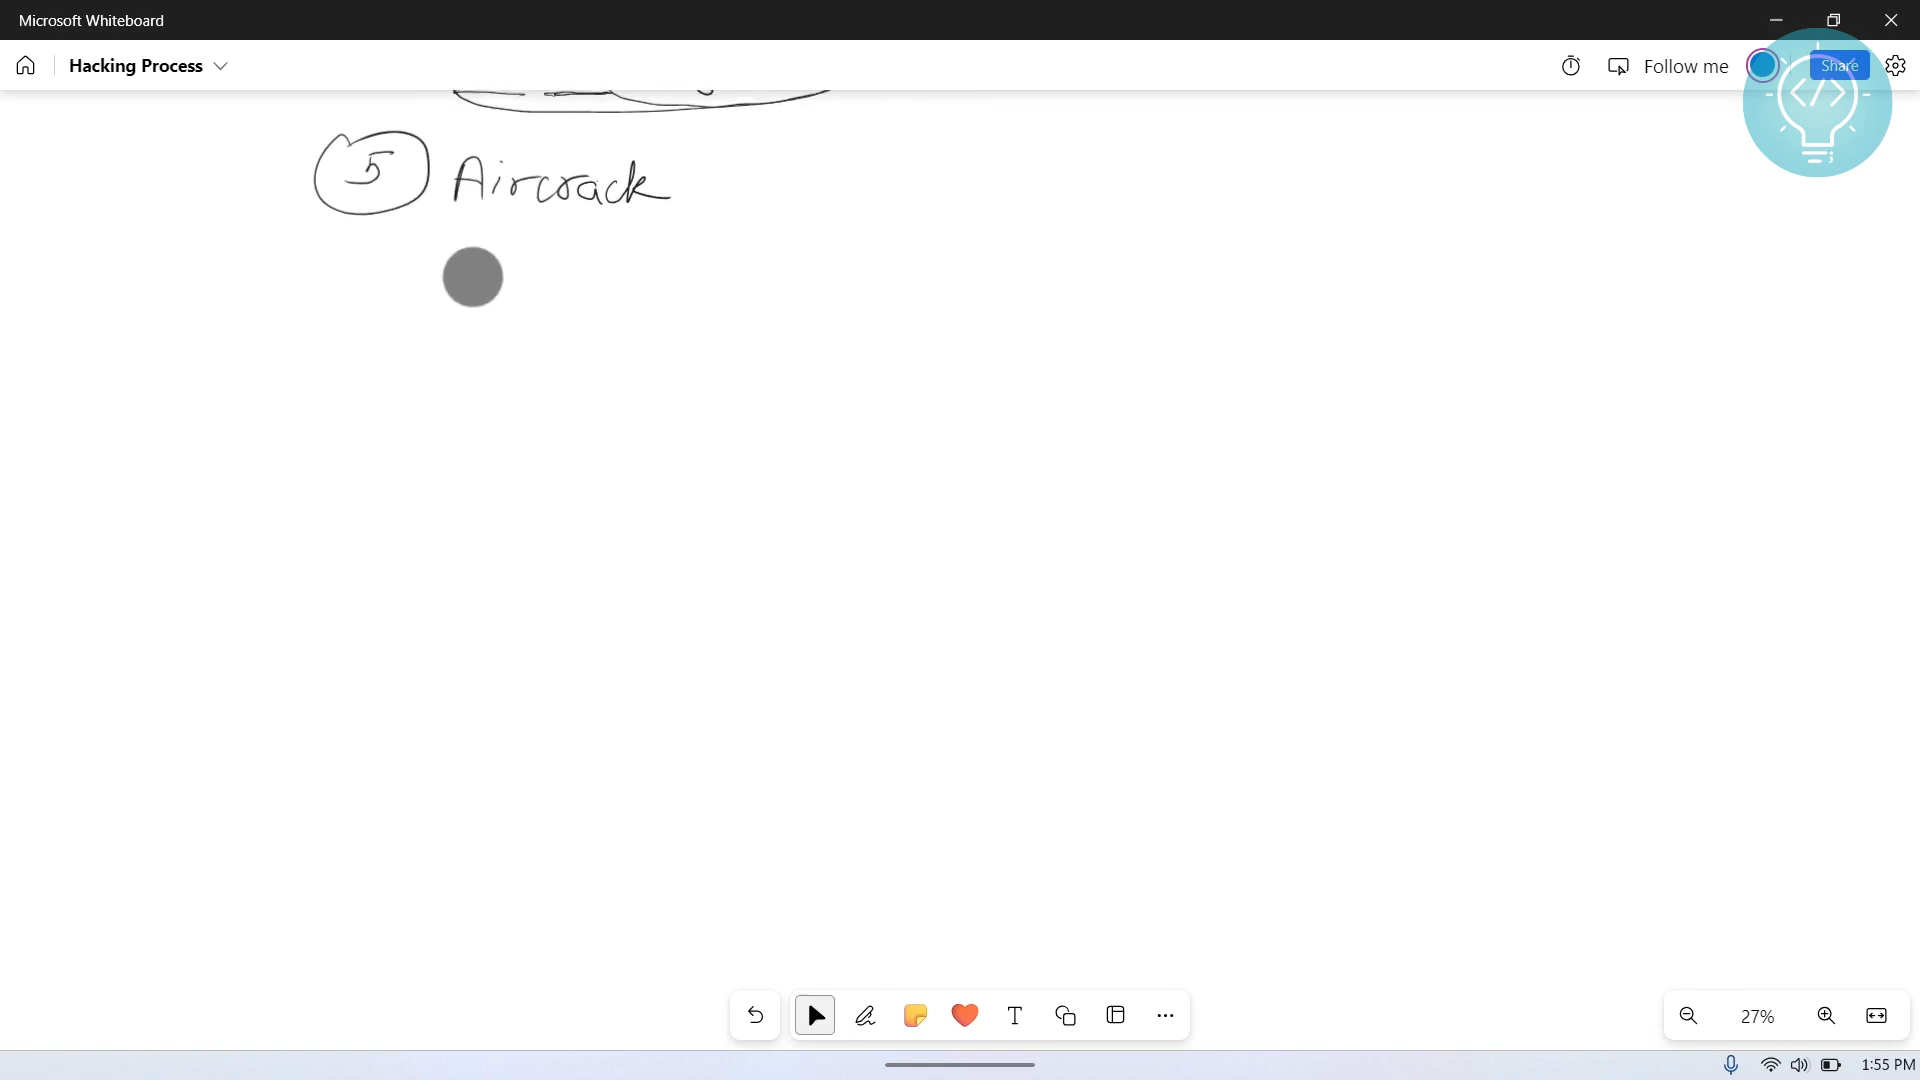 Microsoft Whiteboard
Hacking Process
Follow me
Share
</>
;
5 Aircrack
T
27%
1:55 PM